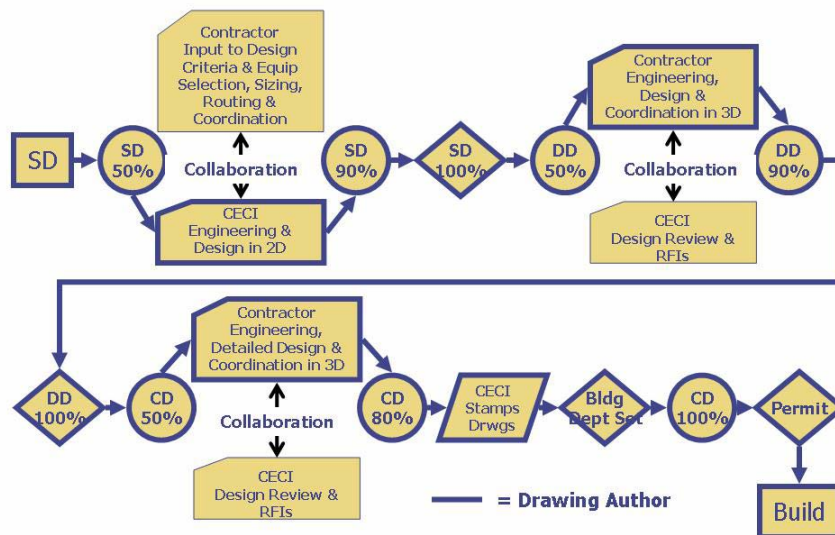 Contractor
Input to Design
Criteria & Equip
Selection, Sizing,
Routing &
Coordination
SD
SD
50%
Collaboration
CECI
Engineering &
Design in 2D
SD
90%
SD
100%
DD
50%
Contractor
Engineering,
Design &
Coordination in 3D
Collaboration
CECI
Design Review &
RFIs
DD
90%
DD
100%
CD
50%
Contractor
Engineering,
Detailed Design &
Coordination in 3D
Collaboration
CECI
Design Review &
RFIs
CD
80%
CECI
Stamps
Drwgs
Bldg
Dept Set
CD
100%
Permit
Build
= Drawing Author